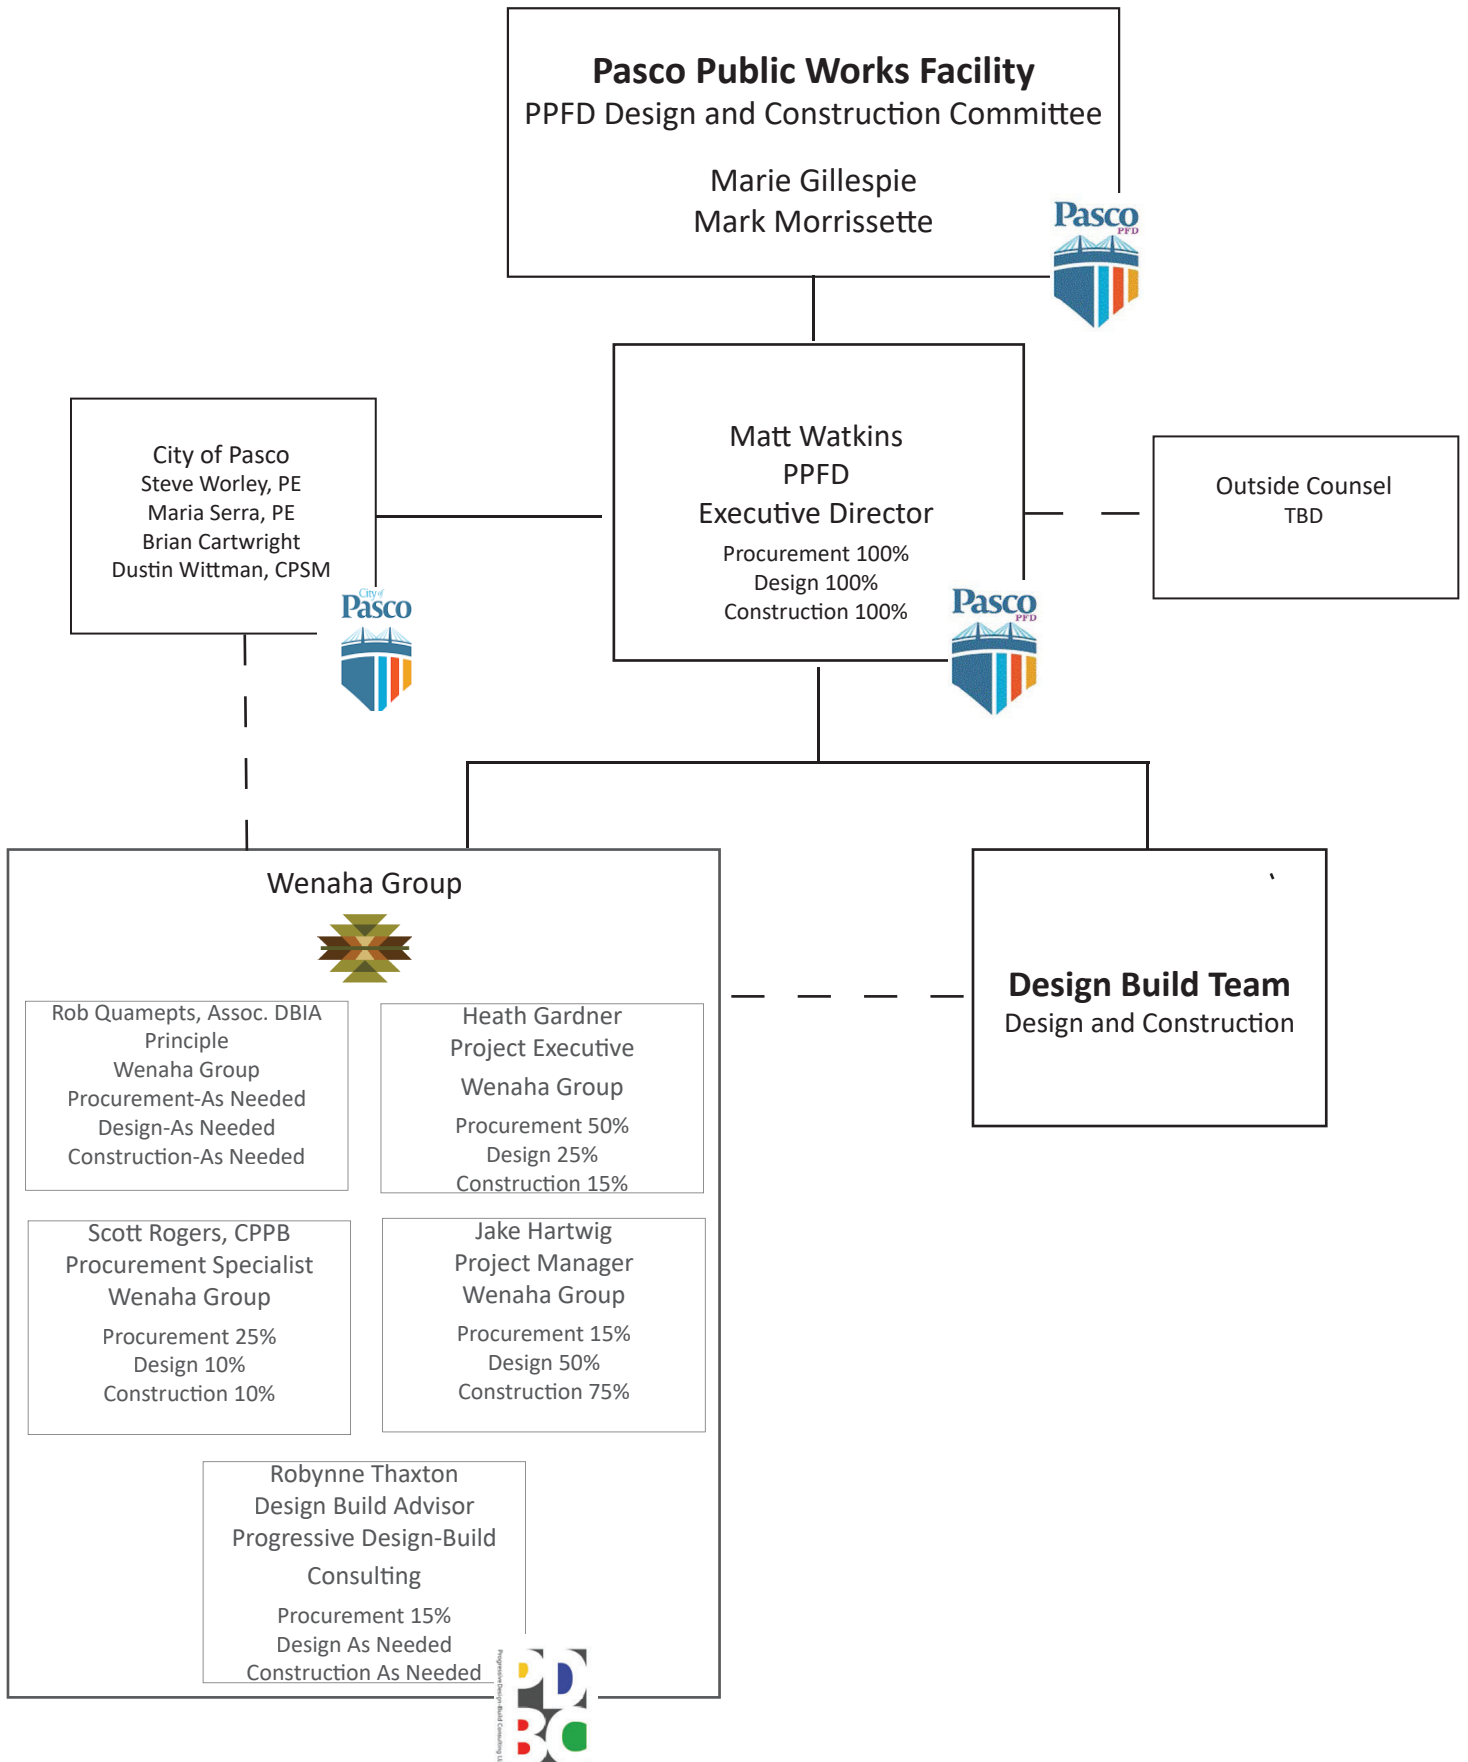 Pasco Public Works Facility
PPFD Design and Construction Committee
Marie Gillespie
Mark Morrissette
Pasco
PFD
Matt Watkins
PPFD
Executive Director
Procurement 100%
Design 100%
Construction 100%
Pasco
PFD
City of Pasco
Steve Worley, PE
Maria Serra, PE
Brian Cartwright
Dustin Wittman, CPSM
City of
Pasco
Outside Counsel
TBD
Wenaha Group
Rob Quamepts, Assoc. DBIA
Principle
Wenaha Group
Procurement-As Needed
Design-As Needed
Construction-As Needed
Heath Gardner
Project Executive
Wenaha Group
Procurement 50%
Design 25%
Construction 15%
Scott Rogers, CPPB
Procurement Specialist
Wenaha Group
Procurement 25%
Design 10%
Construction 10%
Jake Hartwig
Project Manager
Wenaha Group
Procurement 15%
Design 50%
Construction 75%
Robynne Thaxton
Design Build Advisor
Progressive Design-Build
Consulting
Procurement 15%
Design As Needed
Construction As Needed
Progressive Design-Build Consulting
PD
BC
Design Build Team
Design and Construction